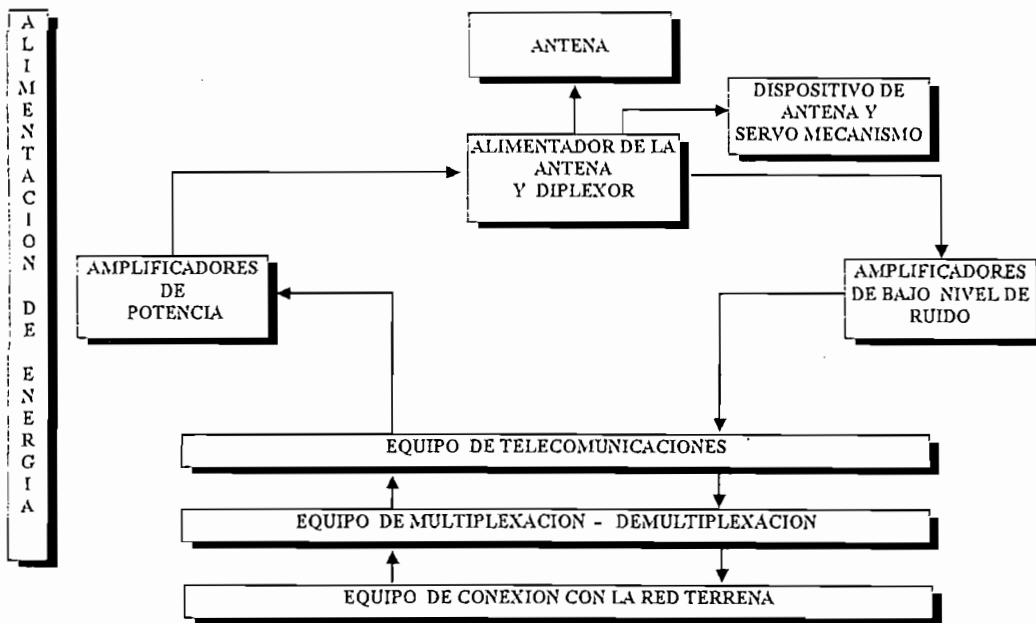 ALIMENTACION DE ENERGIA
ANTENA
DISPOSITIVO DE
ANTENA Y
SERVO MECANISMO
ALIMENTADOR DE LA
ANTENA
Y DIPLEXOR
AMPLIFICADORES
DE
POTENCIA
AMPLIFICADORES
DE BAJO NIVEL DE
RUIDO
EQUIPO DE TELECOMUNICACIONES
EQUIPO DE MULTIPLEXACION - DEMULTIPLEXACION
EQUIPO DE CONEXION CON LA RED TERRENA